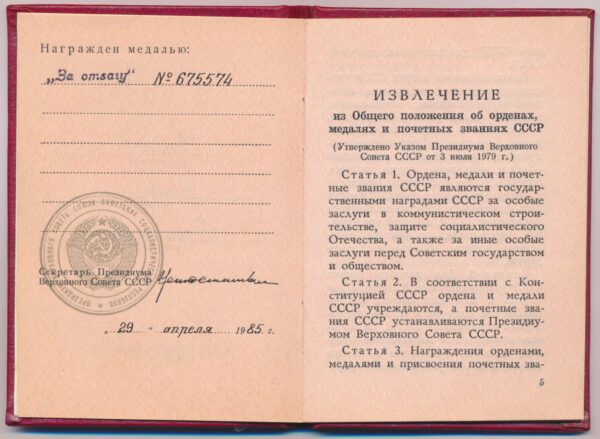 Награжден медалью:
„За отвагу" № 675574
Секретарь Президиума
Верховного Совета СССР
„29" апреля 1985 г.
ИЗВЛЕЧЕНИЕ
из Общего положения об орденах,
медалях и почетных званиях СССР
(Утверждено Указом Президиума Верховного
Совета СССР от 3 июля 1979 г.)
Статья 1. Ордена, медали и почет-
ные звания СССР являются государ-
ственными наградами СССР за особые
заслуги в коммунистическом строи-
тельстве, защите социалистического
Отечества, а также за иные особые
заслуги перед Советским государством
и обществом.
Статья 2. В соответствии с Кон-
ституцией СССР ордена и медали
СССР учреждаются, а почетные зва-
ния СССР устанавливаются Президиу-
мом Верховного Совета СССР.
Статья 3. Награждения орденами,
медалями и присвоения почетных зва-
5